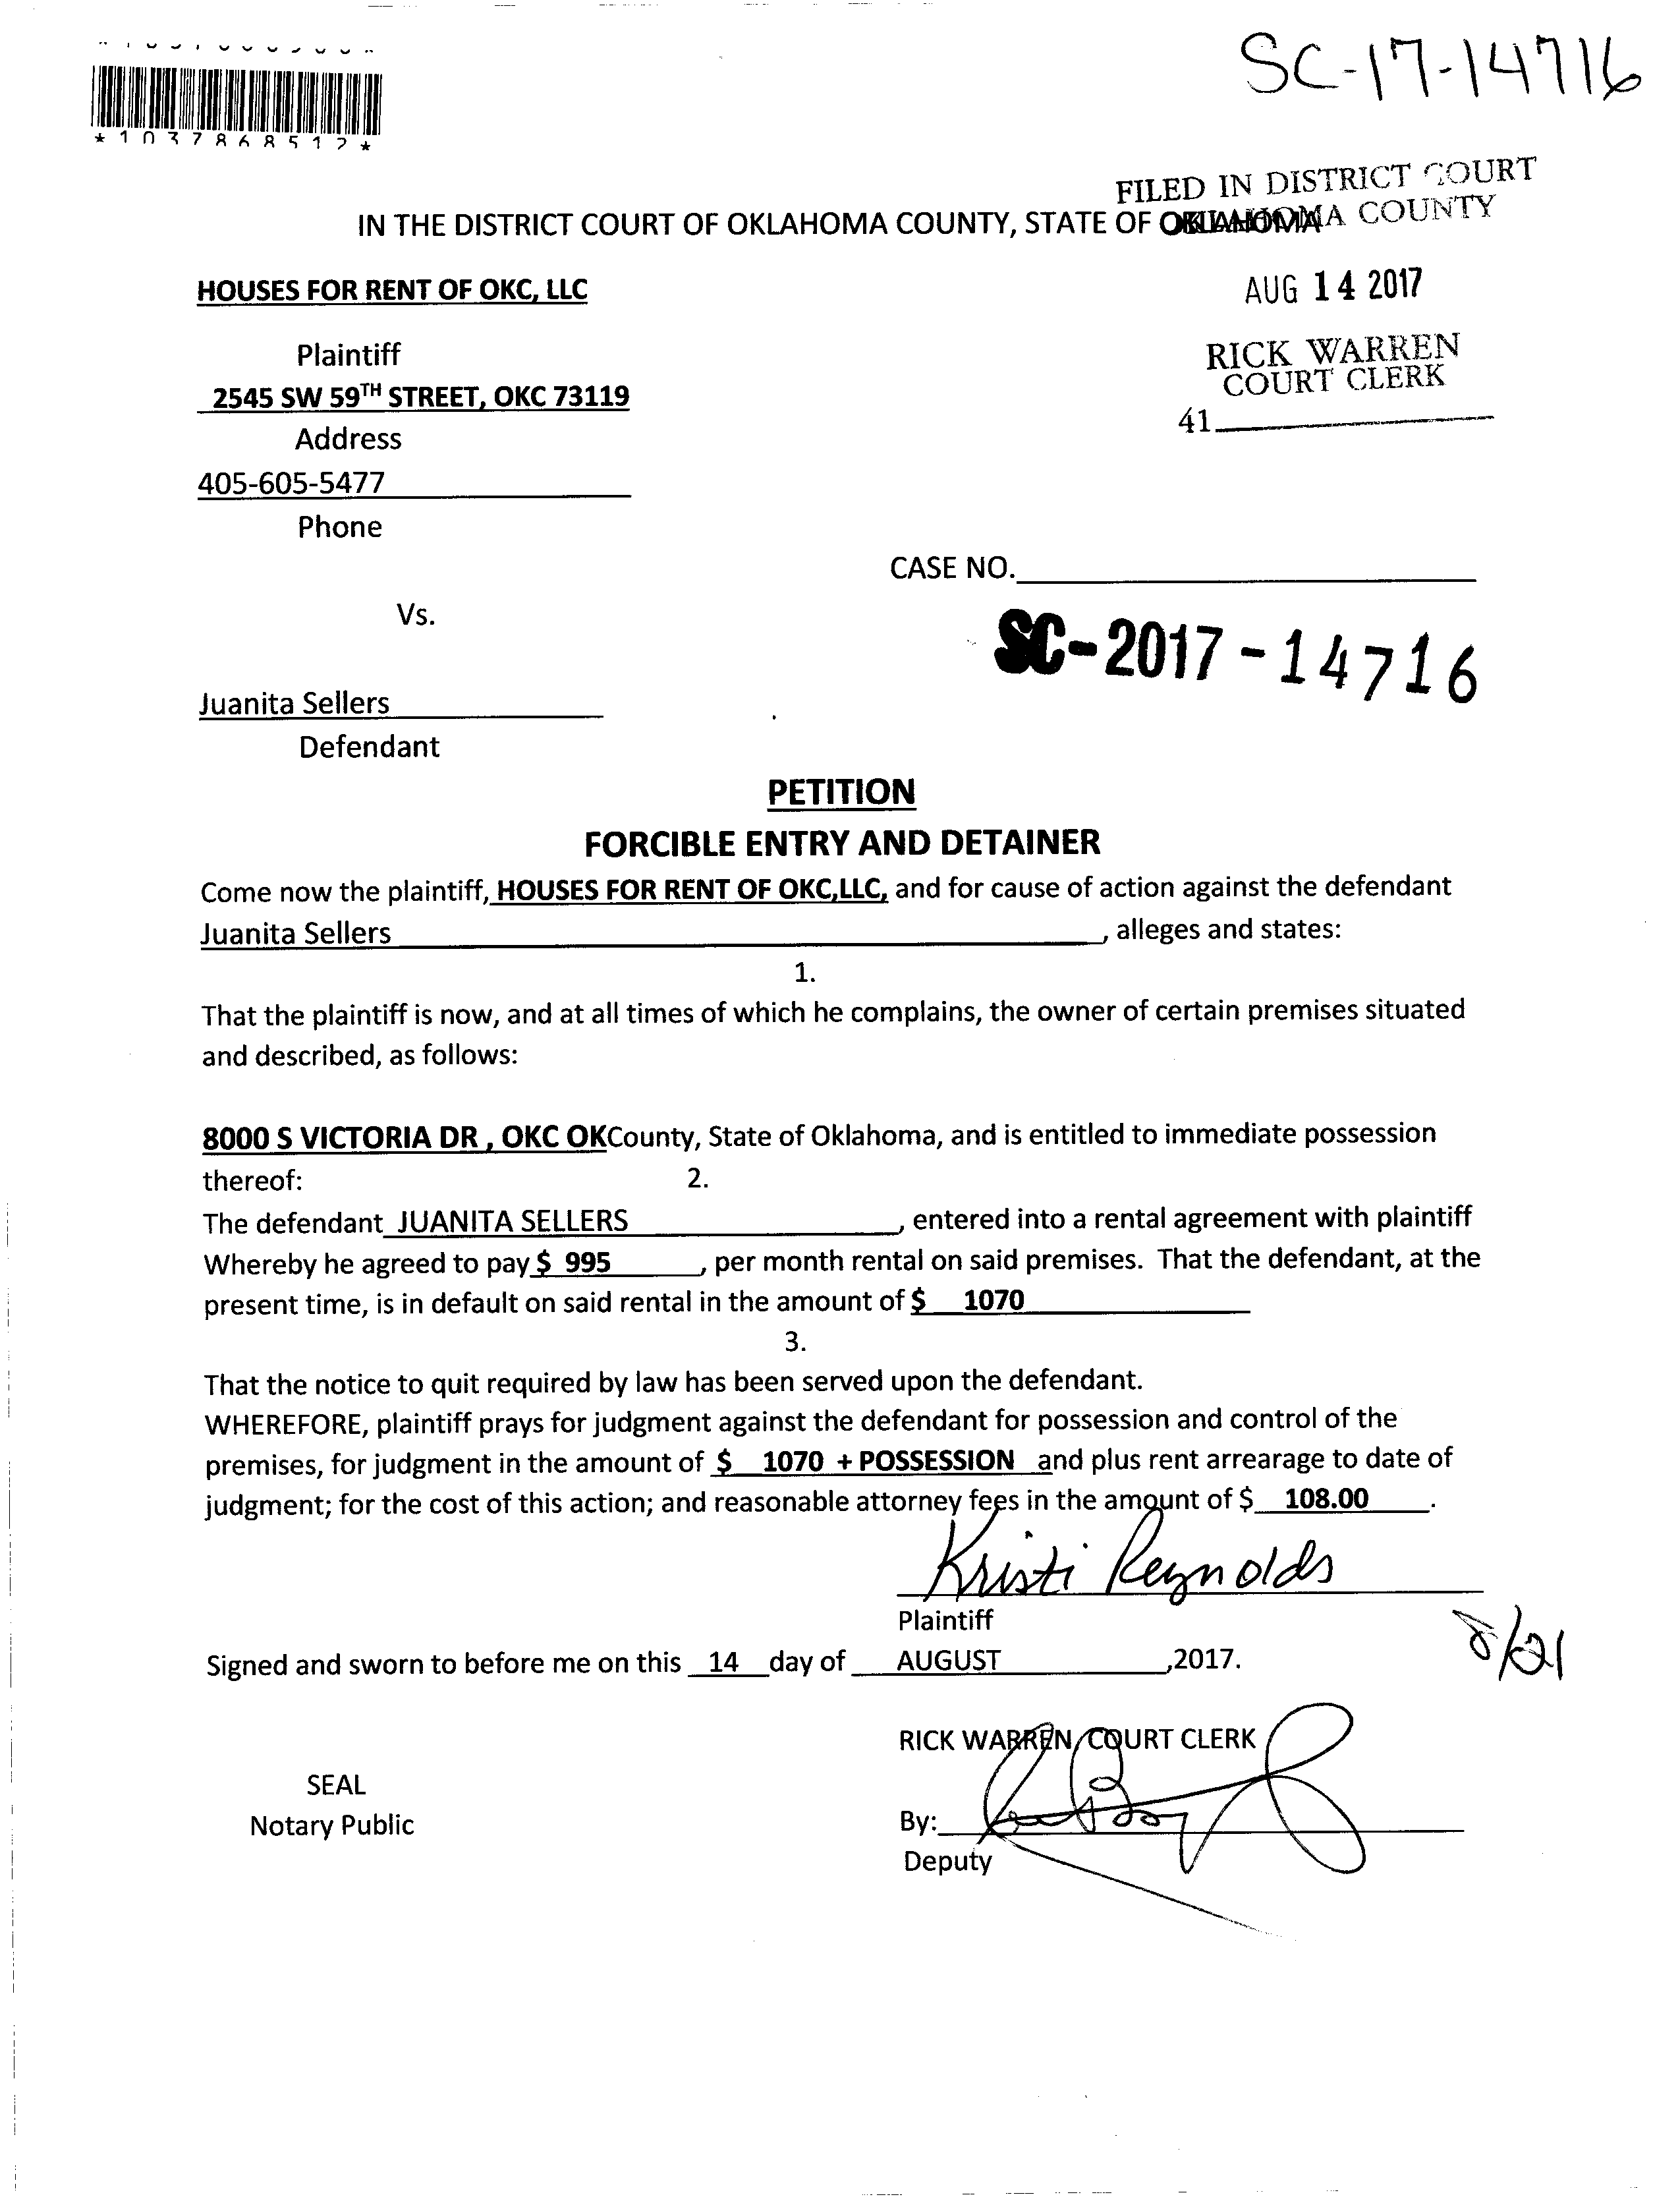 SC-17-14716
*1037868512*
FILED IN DISTRICT COURT
OKLAHOMA COUNTY
IN THE DISTRICT COURT OF OKLAHOMA COUNTY, STATE OF OKLAHOMA
HOUSES FOR RENT OF OKC, LLC
AUG 14 2017
Plaintiff
RICK WARREN
COURT CLERK
2545 SW 59TH STREET, OKC 73119
41
Address
405-605-5477
Phone
CASE NO.
Vs.
SC-2017-14716
Juanita Sellers
Defendant
PETITION
FORCIBLE ENTRY AND DETAINER
Come now the plaintiff, HOUSES FOR RENT OF OKC,LLC, and for cause of action against the defendant
Juanita Sellers, alleges and states:
1.
That the plaintiff is now, and at all times of which he complains, the owner of certain premises situated
and described, as follows:
8000 S VICTORIA DR , OKC OKCounty, State of Oklahoma, and is entitled to immediate possession
thereof: 2.
The defendant JUANITA SELLERS, entered into a rental agreement with plaintiff
Whereby he agreed to pay $ 995, per month rental on said premises. That the defendant, at the
present time, is in default on said rental in the amount of $ 1070
3.
That the notice to quit required by law has been served upon the defendant.
WHEREFORE, plaintiff prays for judgment against the defendant for possession and control of the
premises, for judgment in the amount of $ 1070 + POSSESSION and plus rent arrearage to date of
judgment; for the cost of this action; and reasonable attorney fees in the amount of $ 108.00.
Kristi Reynolds
Plaintiff
8/21
Signed and sworn to before me on this 14 day of AUGUST,2017.
RICK WARREN, COURT CLERK
SEAL
Notary Public
By:
Deputy